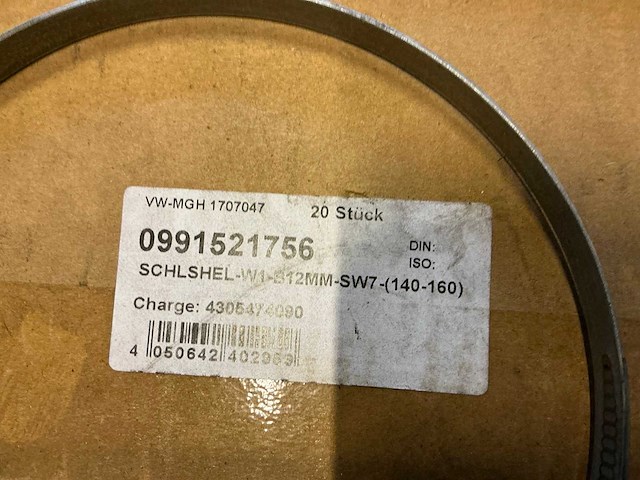 VW-MGH 1707047
20 Stück
0991521756
DIN:
ISO:
SCHLSHEL-W1-B12MM-SW7-(140-160)
Charge: 4305474090
4 050642 402963